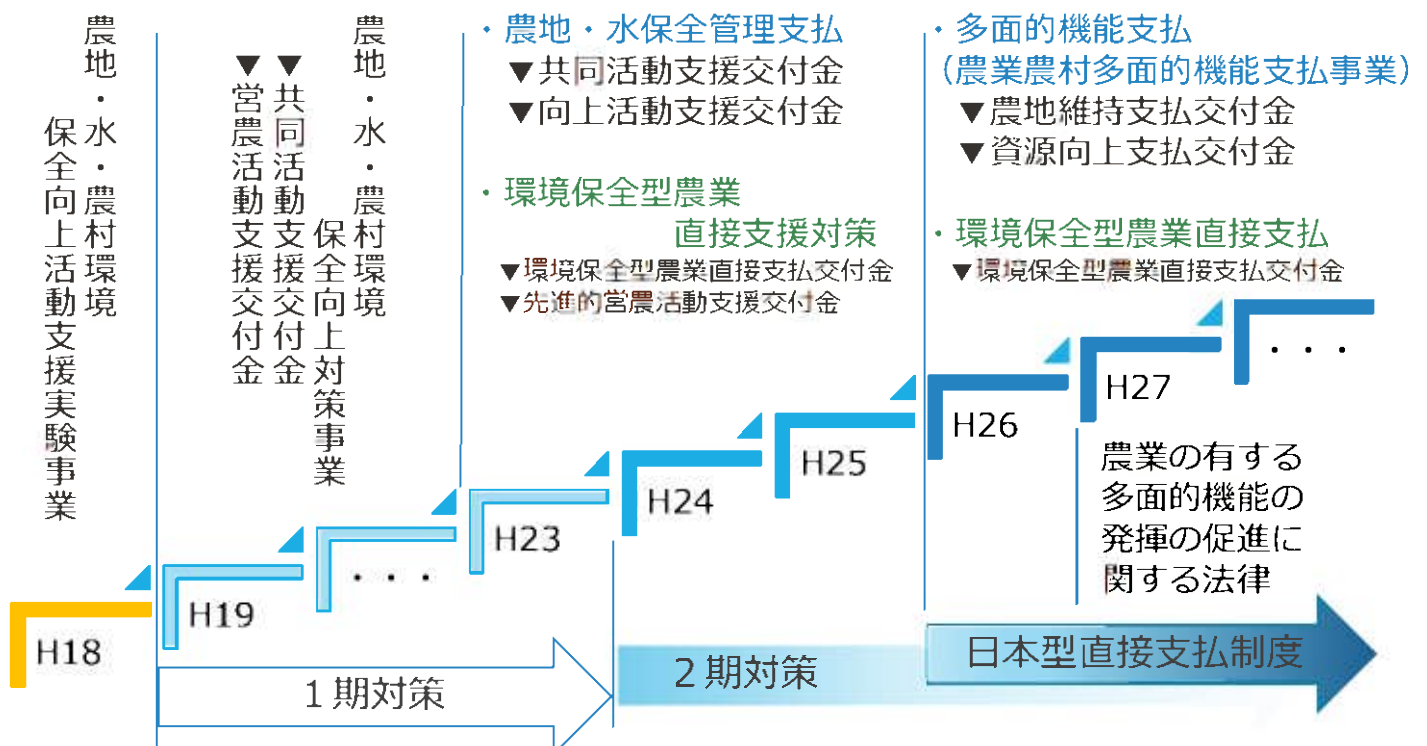 農地・水・農村環境
保全向上活動支援実験事業
農地・水・農村環境
保全向上対策事業
▼共同活動支援交付金
▼営農活動支援交付金
・農地・水保全管理支払
▼共同活動支援交付金
▼向上活動支援交付金
・環境保全型農業
直接支援対策
▼環境保全型農業直接支払交付金
▼先進的営農活動支援交付金
・多面的機能支払
（農業農村多面的機能支払事業）
▼農地維持支払交付金
▼資源向上支払交付金
・環境保全型農業直接支払
▼環境保全型農業直接支払交付金
H18
H19
・・・
H23
H24
H25
H26
H27
・・・
農業の有する
多面的機能の
発揮の促進に
関する法律
1期対策
2期対策
日本型直接支払制度